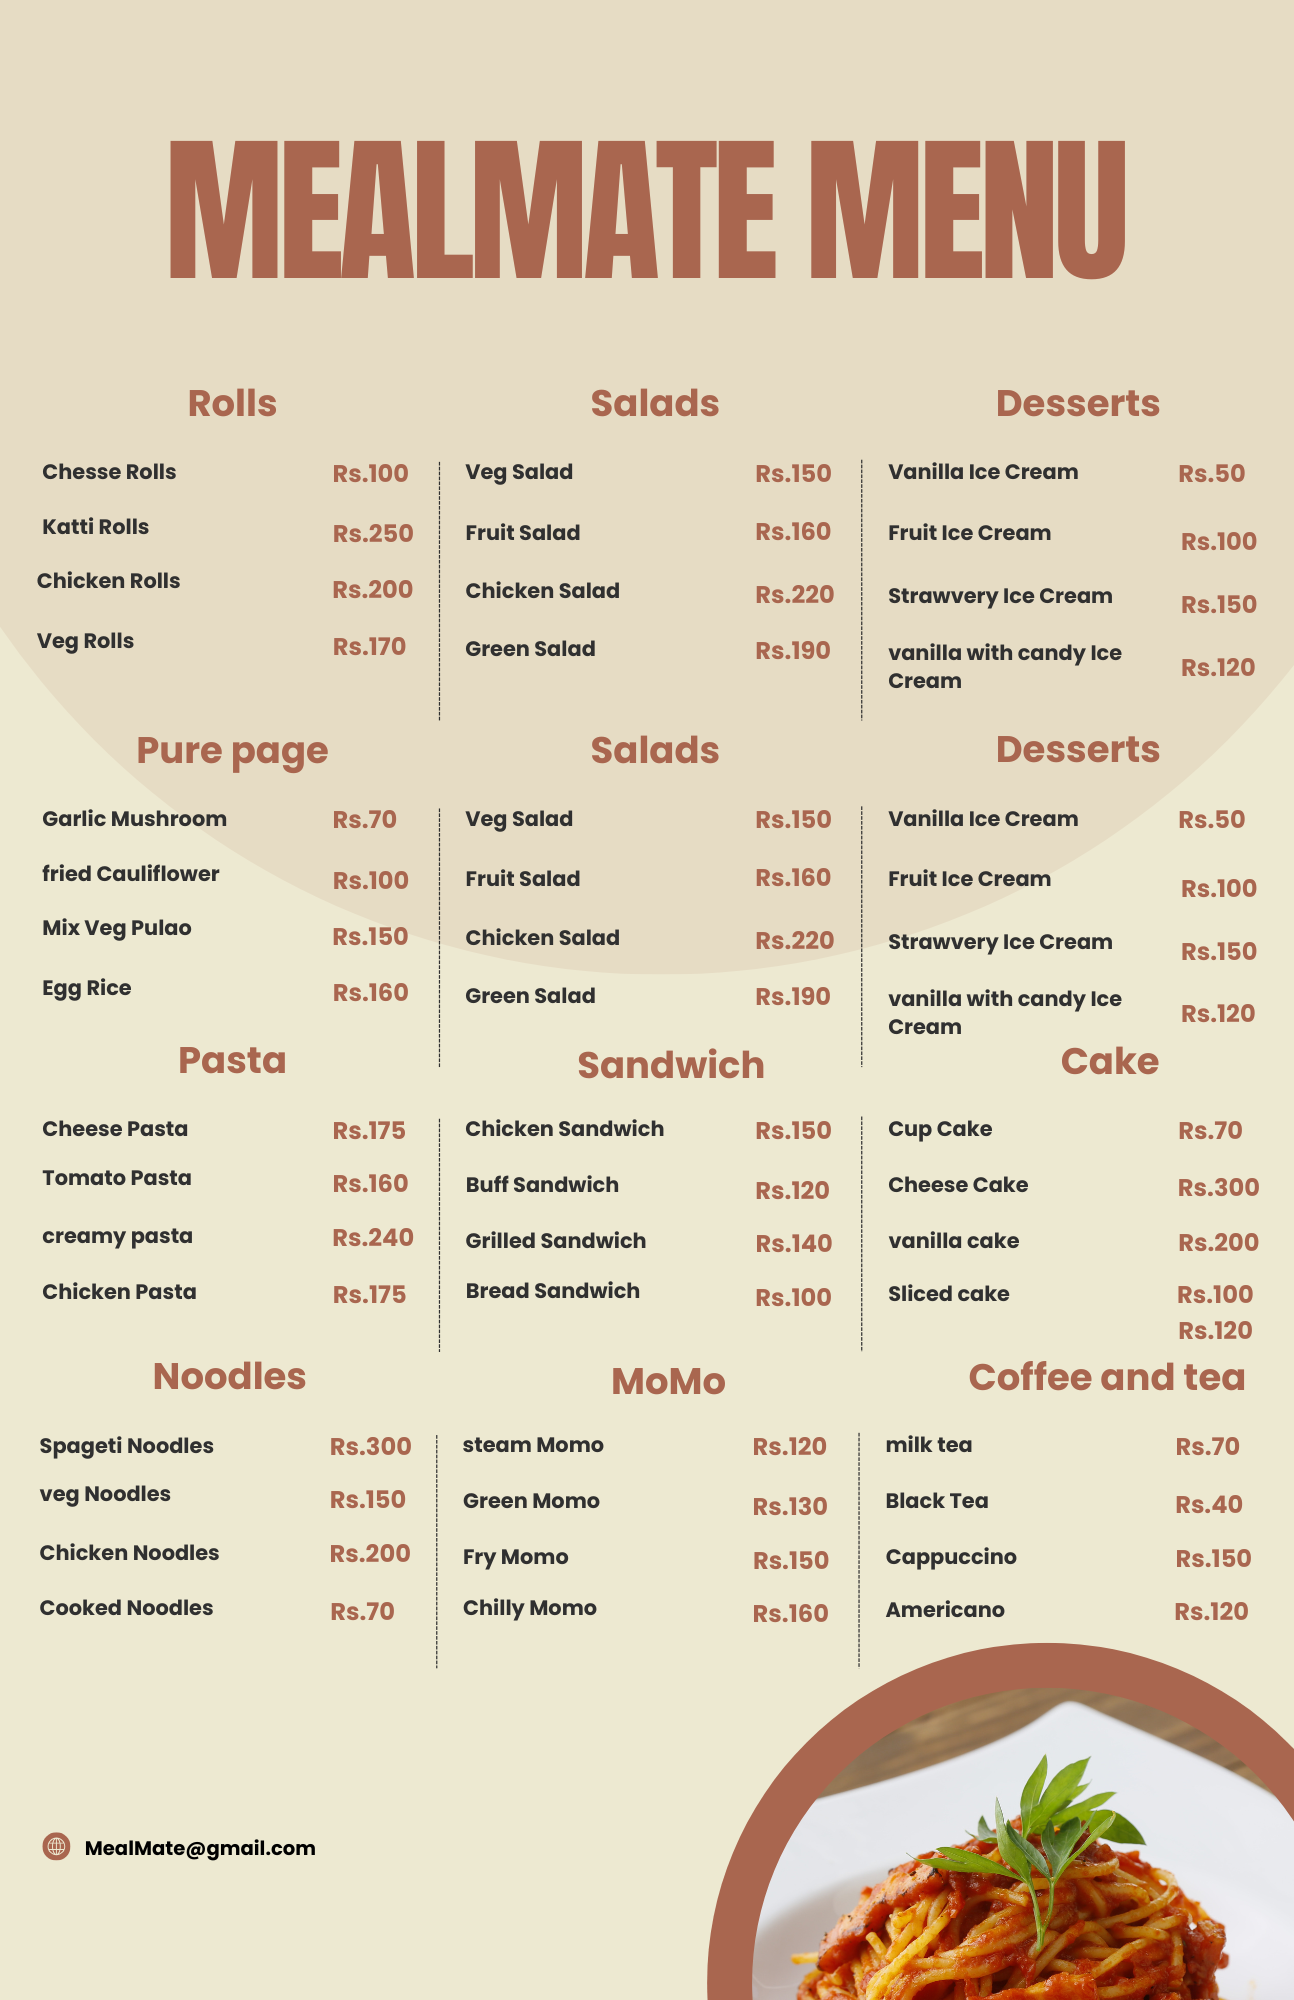 MEALMATE MENU
Rolls
Chesse Rolls Rs.100
Katti Rolls Rs.250
Chicken Rolls Rs.200
Veg Rolls Rs.170
Salads
Veg Salad Rs.150
Fruit Salad Rs.160
Chicken Salad Rs.220
Green Salad Rs.190
Desserts
Vanilla Ice Cream Rs.50
Fruit Ice Cream Rs.100
Strawvery Ice Cream Rs.150
vanilla with candy Ice
Cream Rs.120
Pure page
Garlic Mushroom Rs.70
fried Cauliflower Rs.100
Mix Veg Pulao Rs.150
Egg Rice Rs.160
Salads
Veg Salad Rs.150
Fruit Salad Rs.160
Chicken Salad Rs.220
Green Salad Rs.190
Desserts
Vanilla Ice Cream Rs.50
Fruit Ice Cream Rs.100
Strawvery Ice Cream Rs.150
vanilla with candy Ice
Cream Rs.120
Pasta
Cheese Pasta Rs.175
Tomato Pasta Rs.160
creamy pasta Rs.240
Chicken Pasta Rs.175
Sandwich
Chicken Sandwich Rs.150
Buff Sandwich Rs.120
Grilled Sandwich Rs.140
Bread Sandwich Rs.100
Cake
Cup Cake Rs.70
Cheese Cake Rs.300
vanilla cake Rs.200
Sliced cake Rs.100
Rs.120
Noodles
Spageti Noodles Rs.300
veg Noodles Rs.150
Chicken Noodles Rs.200
Cooked Noodles Rs.70
MoMo
steam Momo Rs.120
Green Momo Rs.130
Fry Momo Rs.150
Chilly Momo Rs.160
Coffee and tea
milk tea Rs.70
Black Tea Rs.40
Cappuccino Rs.150
Americano Rs.120
MealMate@gmail.com